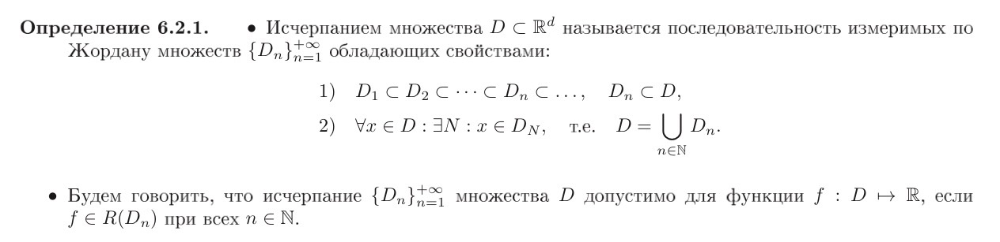 Определение 6.2.1. • Исчерпанием множества $D \subset \mathbb{R}^d$ называется последовательность измеримых по
Жордану множеств $\{D_n\}_{n=1}^{+\infty}$ обладающих свойствами:
1) $D_1 \subset D_2 \subset \cdots \subset D_n \subset \ldots, \quad D_n \subset D,$
2) $\forall x \in D : \exists N : x \in D_N, \quad$ т.е. $\quad D = \bigcup_{n \in \mathbb{N}} D_n.$
• Будем говорить, что исчерпание $\{D_n\}_{n=1}^{+\infty}$ множества $D$ допустимо для функции $f : D \mapsto \mathbb{R}$, если
$f \in R(D_n)$ при всех $n \in \mathbb{N}$.